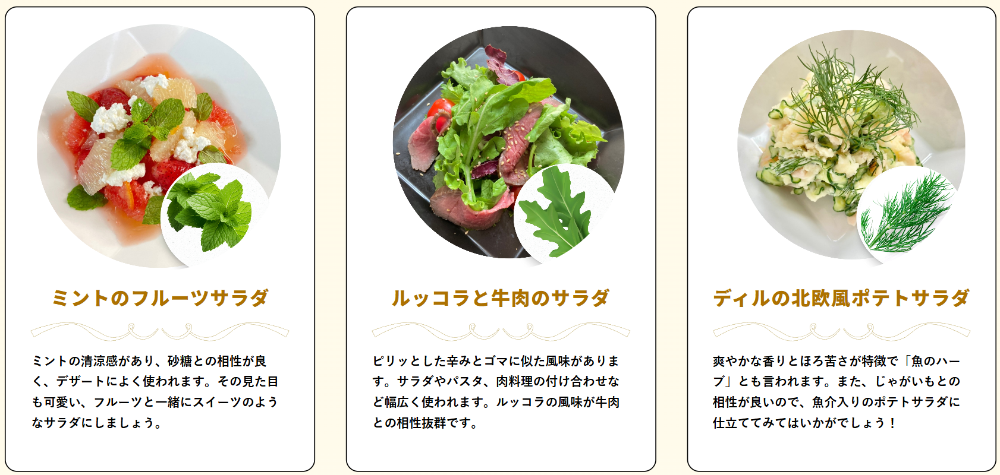 ミントのフルーツサラダ
ミントの清涼感があり、砂糖との相性が良
く、デザートによく使われます。その見た目
も可愛い、フルーツと一緒にスイーツのよう
なサラダにしましょう。
ルッコラと牛肉のサラダ
ピリッとした辛みとゴマに似た風味がありま
す。サラダやパスタ、肉料理の付け合わせな
ど幅広く使われます。ルッコラの風味が牛肉
との相性抜群です。
ディルの北欧風ポテトサラダ
爽やかな香りとほろ苦さが特徴で「魚のハー
ブ」とも言われます。また、じゃがいもとの
相性が良いので、魚介入りのポテトサラダに
仕立ててみてはいかがでしょう！